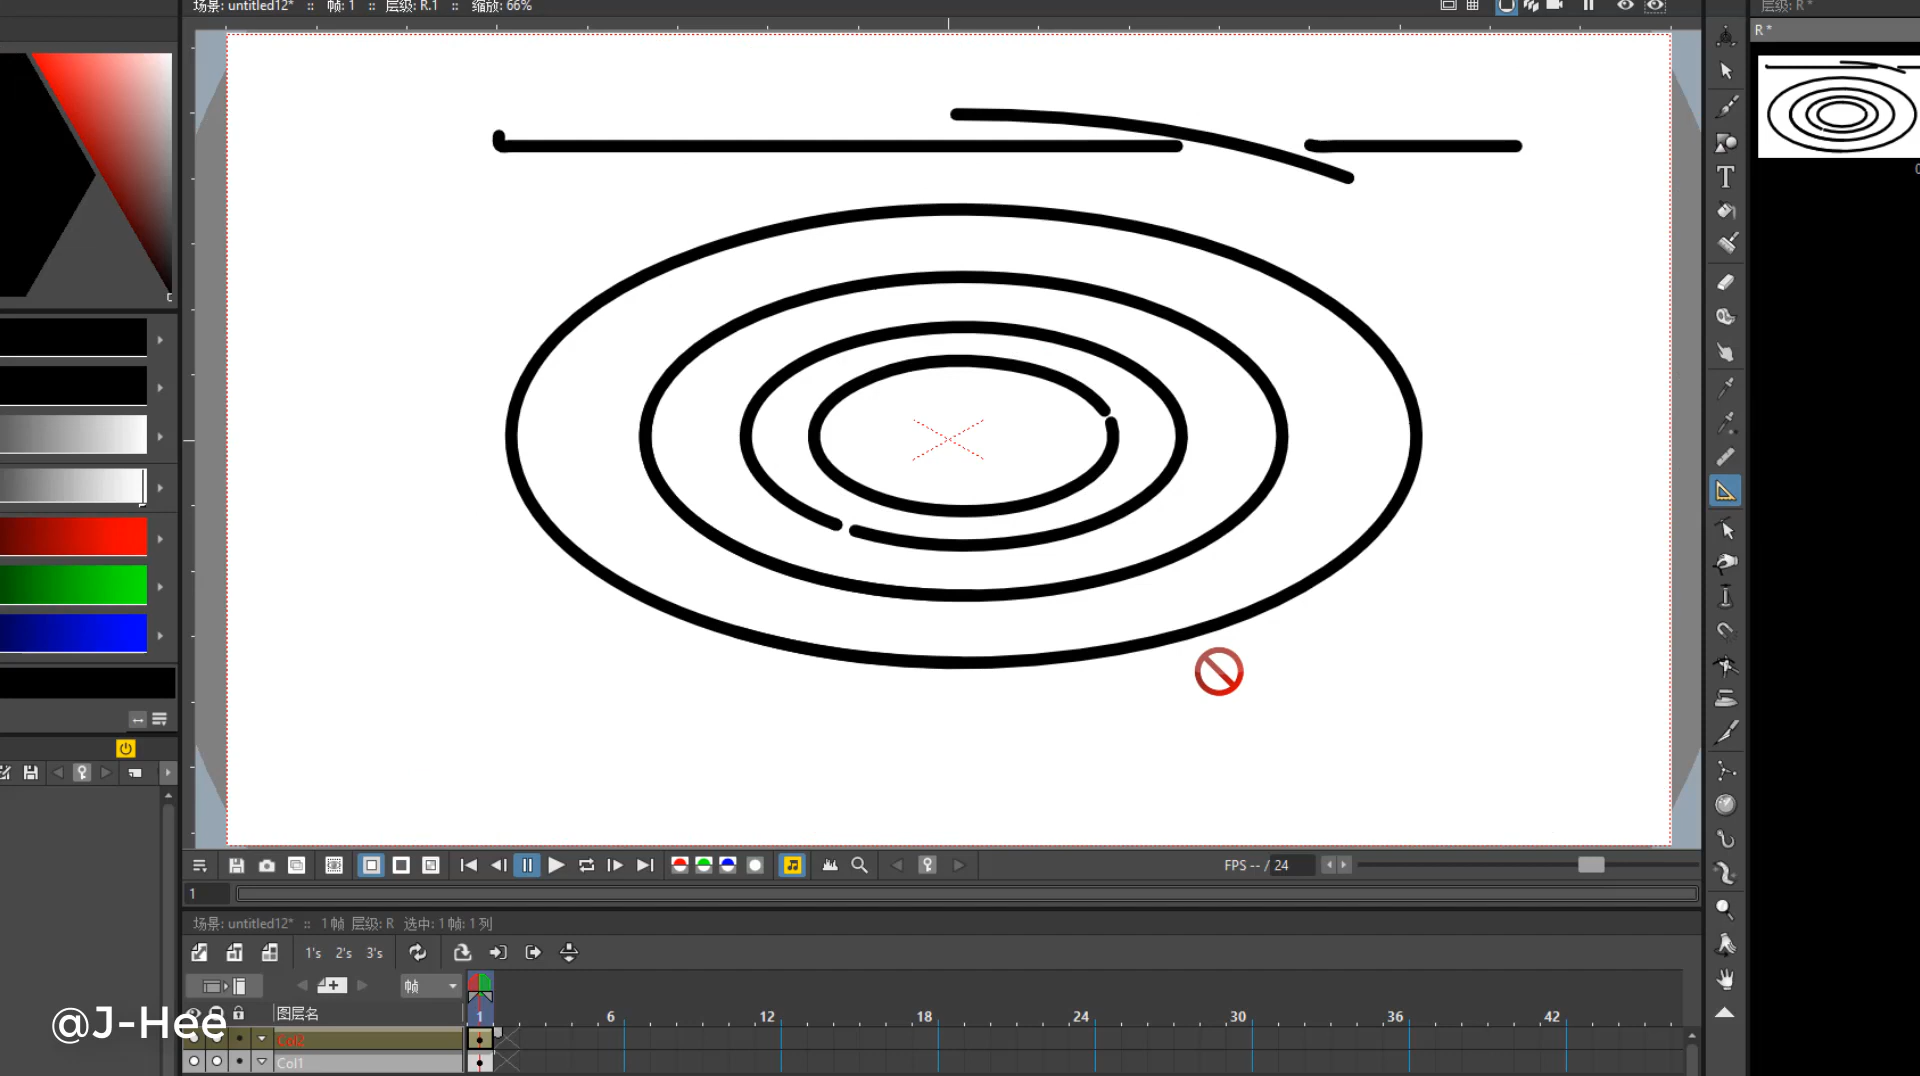 场景: untitled12* :: 帧: 1 :: 层级: R.1 :: 缩放: 66%
层级: R *
R *
FPS -- / 24
1
场景: untitled12* :: 1 帧 层级: R 选中: 1 帧: 1 列
1's 2's 3's
帧
图层名
1 6 12 18 24 30 36 42
Col2
Col1
@J-Hee